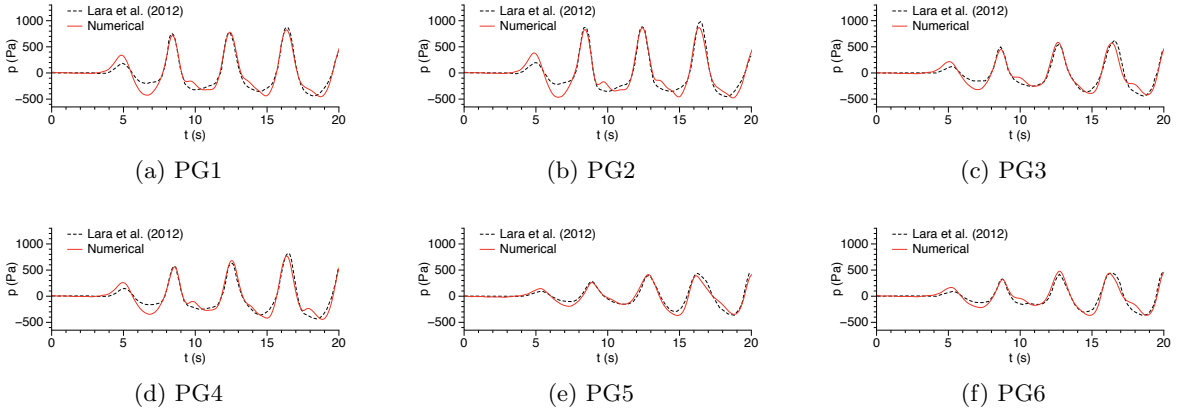 Lara et al. (2012)
Numerical
p (Pa)
1000
500
0
−500
0 5 10 15 20
t (s)
(a) PG1
Lara et al. (2012)
Numerical
p (Pa)
1000
500
0
−500
0 5 10 15 20
t (s)
(b) PG2
Lara et al. (2012)
Numerical
p (Pa)
1000
500
0
−500
0 5 10 15 20
t (s)
(c) PG3
Lara et al. (2012)
Numerical
p (Pa)
1000
500
0
−500
0 5 10 15 20
t (s)
(d) PG4
Lara et al. (2012)
Numerical
p (Pa)
1000
500
0
−500
0 5 10 15 20
t (s)
(e) PG5
Lara et al. (2012)
Numerical
p (Pa)
1000
500
0
−500
0 5 10 15 20
t (s)
(f) PG6